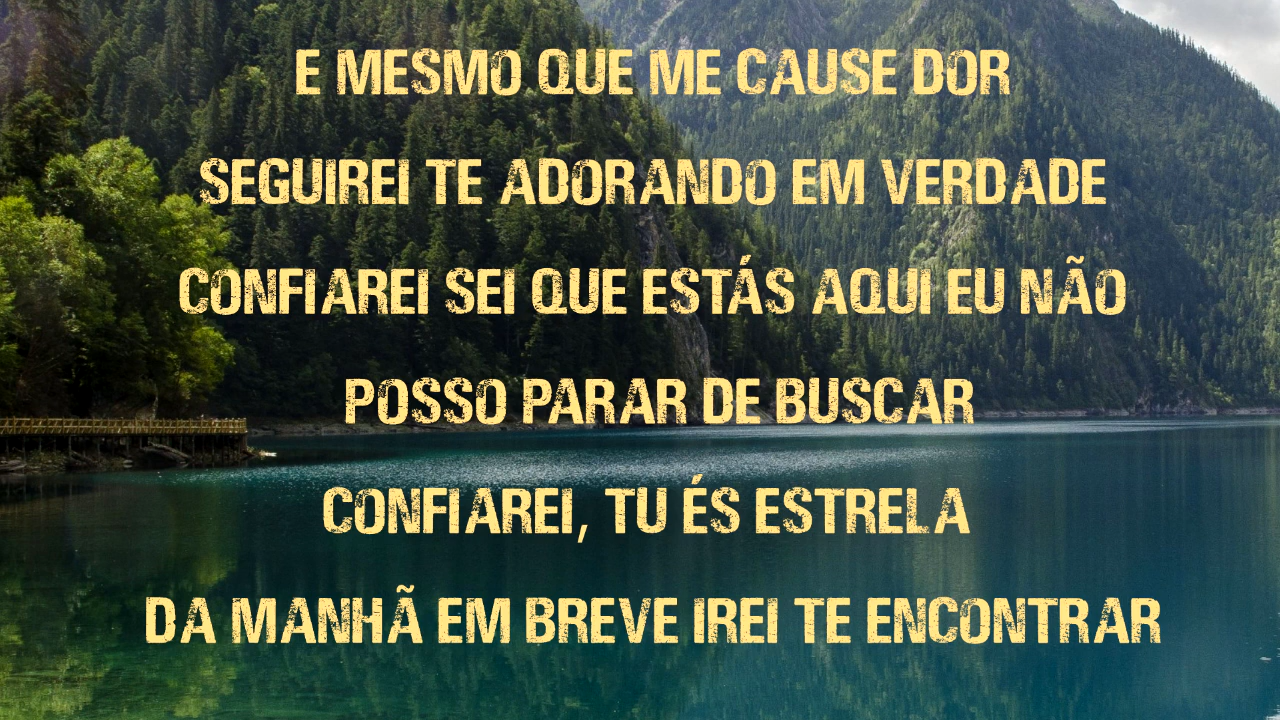 E MESMO QUE ME CAUSE DOR
SEGUIREI TE ADORANDO EM VERDADE
CONFIAREI SEI QUE ESTÁS AQUI EU NÃO
POSSO PARAR DE BUSCAR
CONFIAREI, TU ÉS ESTRELA
DA MANHÃ EM BREVE IREI TE ENCONTRAR